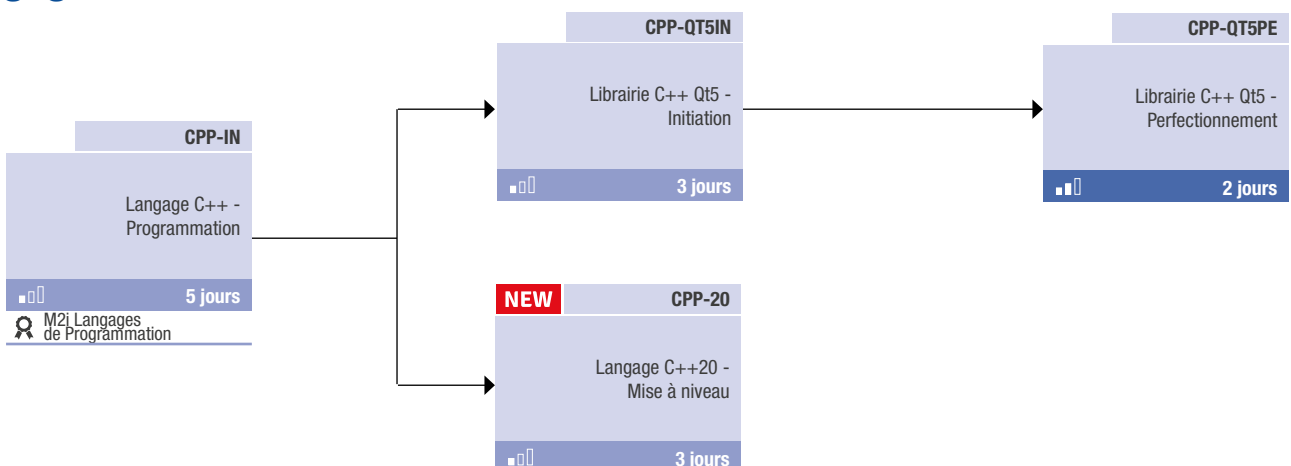 CPP-QT5IN
Librairie C++ Qt5 -
Initiation
3 jours
CPP-QT5PE
Librairie C++ Qt5 -
Perfectionnement
2 jours
CPP-IN
Langage C++ -
Programmation
5 jours
M2i Langages
de Programmation
NEW
CPP-20
Langage C++20 -
Mise à niveau
3 jours